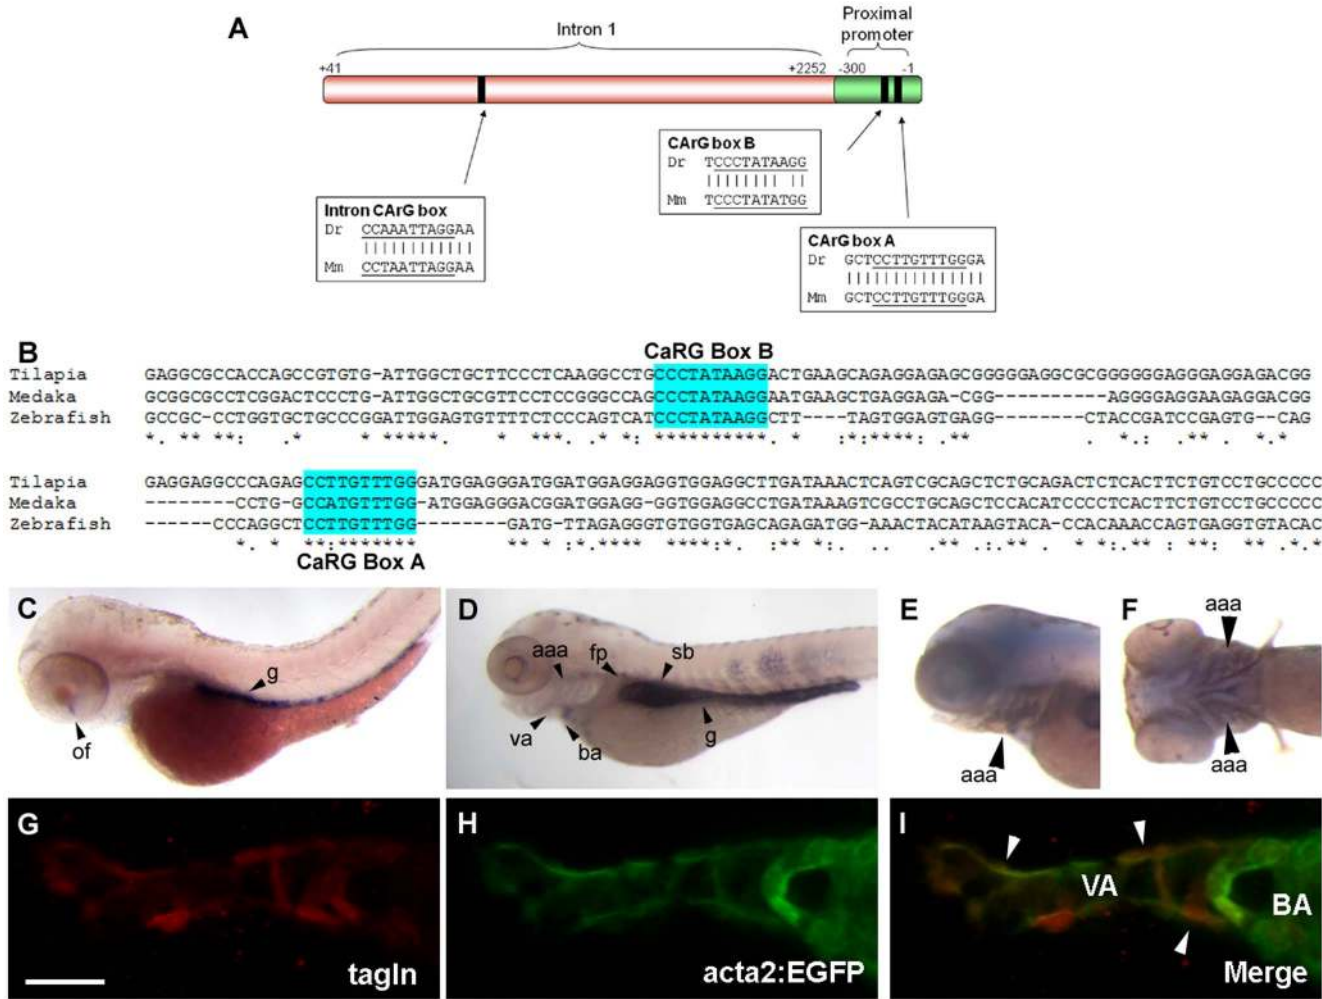 A
Intron 1
Proximal
promoter
+41
+2252
-300
-1
CArG box B
Dr TCCCTATAAGG
Mm TCCCTATATGG
Intron CArG box
Dr CCAAATTAGGAA
Mm CCTAATTAGGAA
CArG box A
Dr GCTCCTTGTTTGGGA
Mm GCTCCTTGTTTGGGA
B
CaRG Box B
Tilapia GAGGCGCCACCAGCCGTGTG-ATTGGCTGCTTCCCTCAAGGCCTGCCCTATAAGGACTGAAGCAGAGGAGAGCGGGGGAGGCGCGGGGGGAGGGAGGAGACGG
Medaka GCGGCGCCTCGGACTCCCTG-ATTGGCTGCGTTCCTCCGGGCCAGCCCTATAAGGAATGAAGCTGAGGAGA-CGG----------AGGGGAGGAAGAGGACGG
Zebrafish GCCGC-CCTGGTGCTGCCCGGATTGGAGTGTTTTCTCCCAGTCATCCCTATAAGGCTT----TAGTGGAGTGAGG--------CTACCGATCCGAGTG--CAG
Tilapia GAGGAGGCCCAGAGCCTTGTTTGGGATGGAGGGATGGATGGAGGAGGTGGAGGCTTGATAAACTCAGTCGCAGCTCTGCAGACTCTCACTTCTGTCCTGCCCCC
Medaka --------CCTG-GCCATGTTTGG-ATGGAGGGACGGATGGAGG-GGTGGAGGCCTGATAAAGTCGCCTGCAGCTCCACATCCCCTCACTTCTGTCCTGCCCCC
Zebrafish ------CCCAGGCTCCTTGTTTGG--------GATG-TTAGAGGGTGTGGTGAGCAGAGATGG-AAACTACATAAGTACA-CCACAAACCAGTGAGGTGTACAC
CaRG Box A
C
g
of
D
aaa
fp
sb
va
ba
g
E
aaa
F
aaa
aaa
G
tagln
H
acta2:EGFP
I
VA
BA
Merge